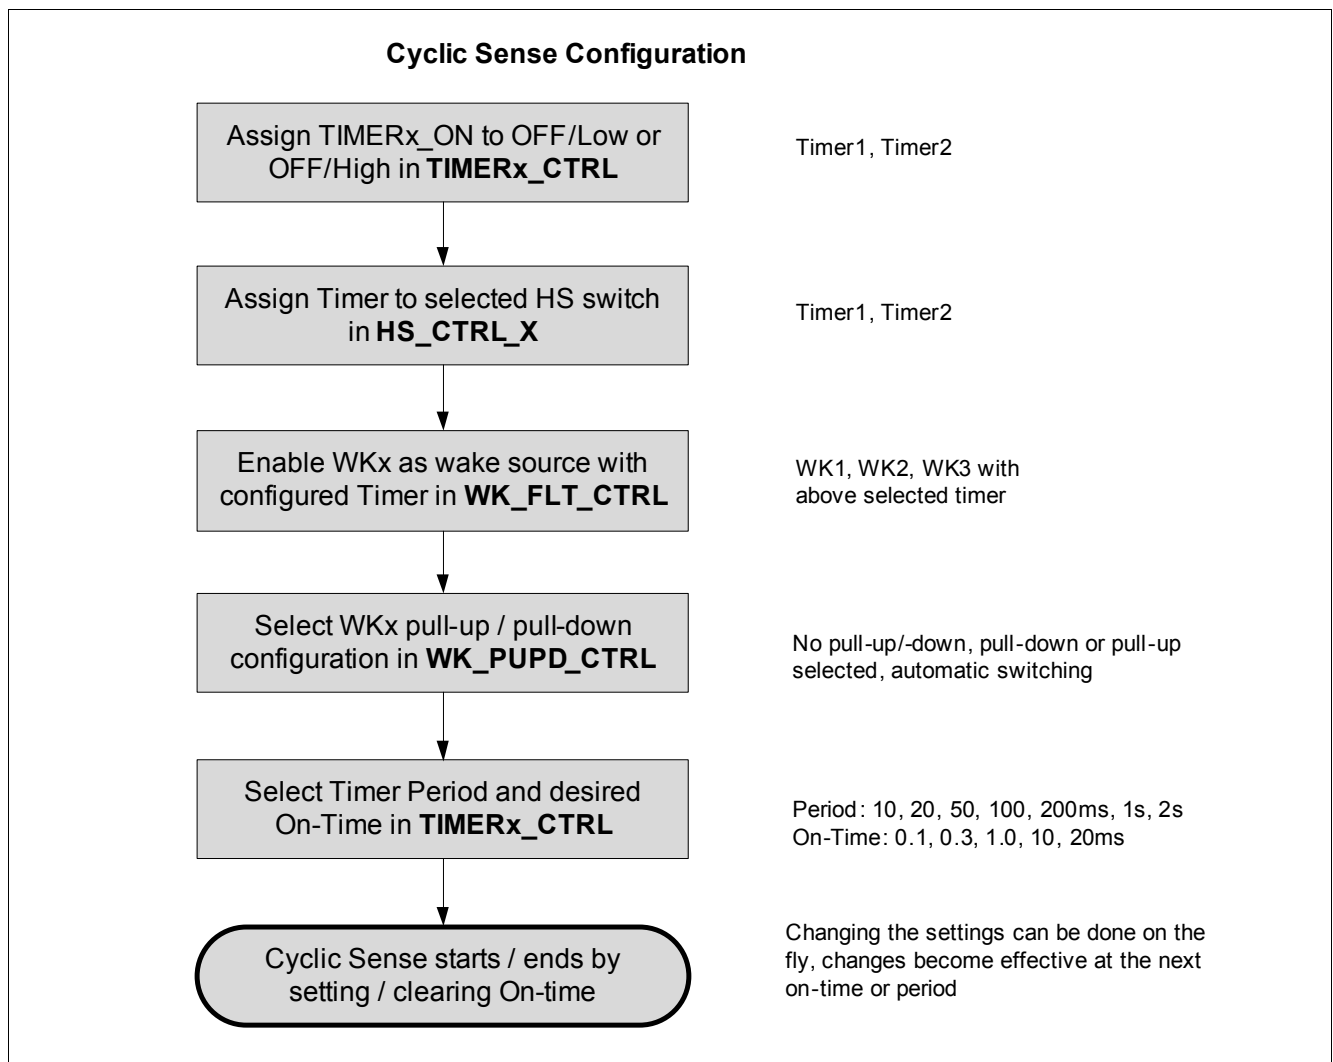 Cyclic Sense Configuration
Assign TIMERx_ON to OFF/Low or
OFF/High in TIMERx_CTRL
Timer1, Timer2
Assign Timer to selected HS switch
in HS_CTRL_X
Timer1, Timer2
Enable WKx as wake source with
configured Timer in WK_FLT_CTRL
WK1, WK2, WK3 with
above selected timer
Select WKx pull-up / pull-down
configuration in WK_PUPD_CTRL
No pull-up/-down, pull-down or pull-up
selected, automatic switching
Select Timer Period and desired
On-Time in TIMERx_CTRL
Period: 10, 20, 50, 100, 200ms, 1s, 2s
On-Time: 0.1, 0.3, 1.0, 10, 20ms
Cyclic Sense starts / ends by
setting / clearing On-time
Changing the settings can be done on the
fly, changes become effective at the next
on-time or period